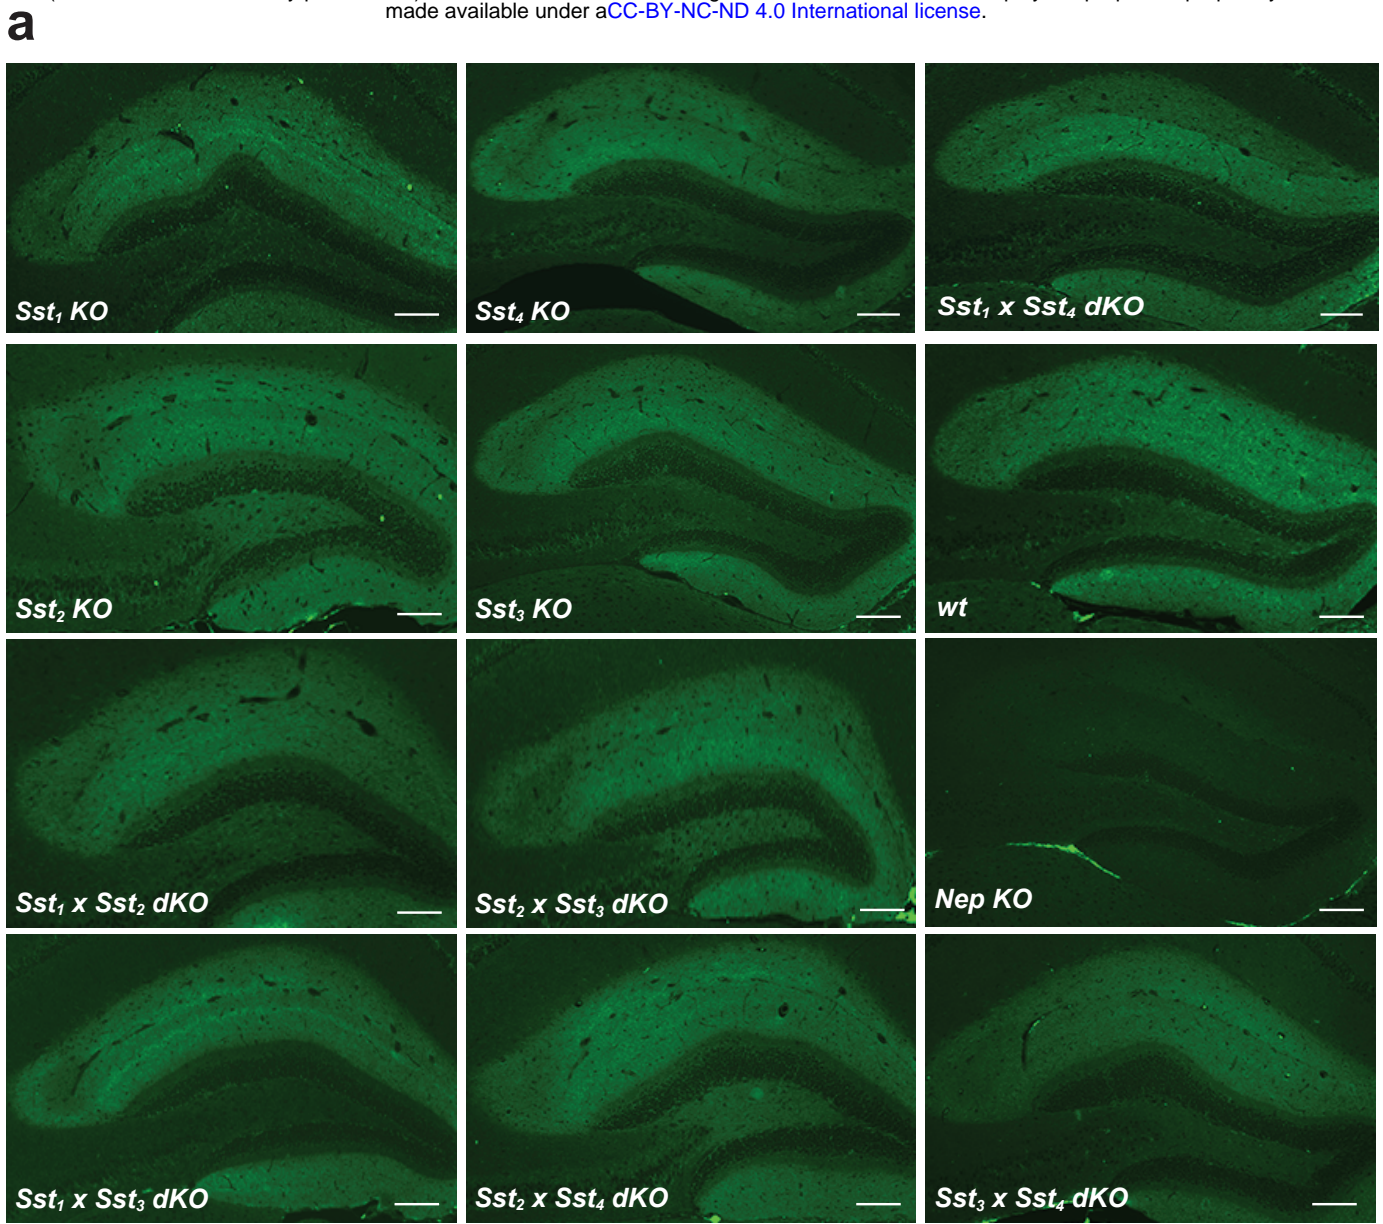 made available under aCC-BY-NC-ND 4.0 International license.
a
Sst₁ KO
Sst₄ KO
Sst₁ x Sst₄ dKO
Sst₂ KO
Sst₃ KO
wt
Sst₁ x Sst₂ dKO
Sst₂ x Sst₃ dKO
Nep KO
Sst₁ x Sst₃ dKO
Sst₂ x Sst₄ dKO
Sst₃ x Sst₄ dKO